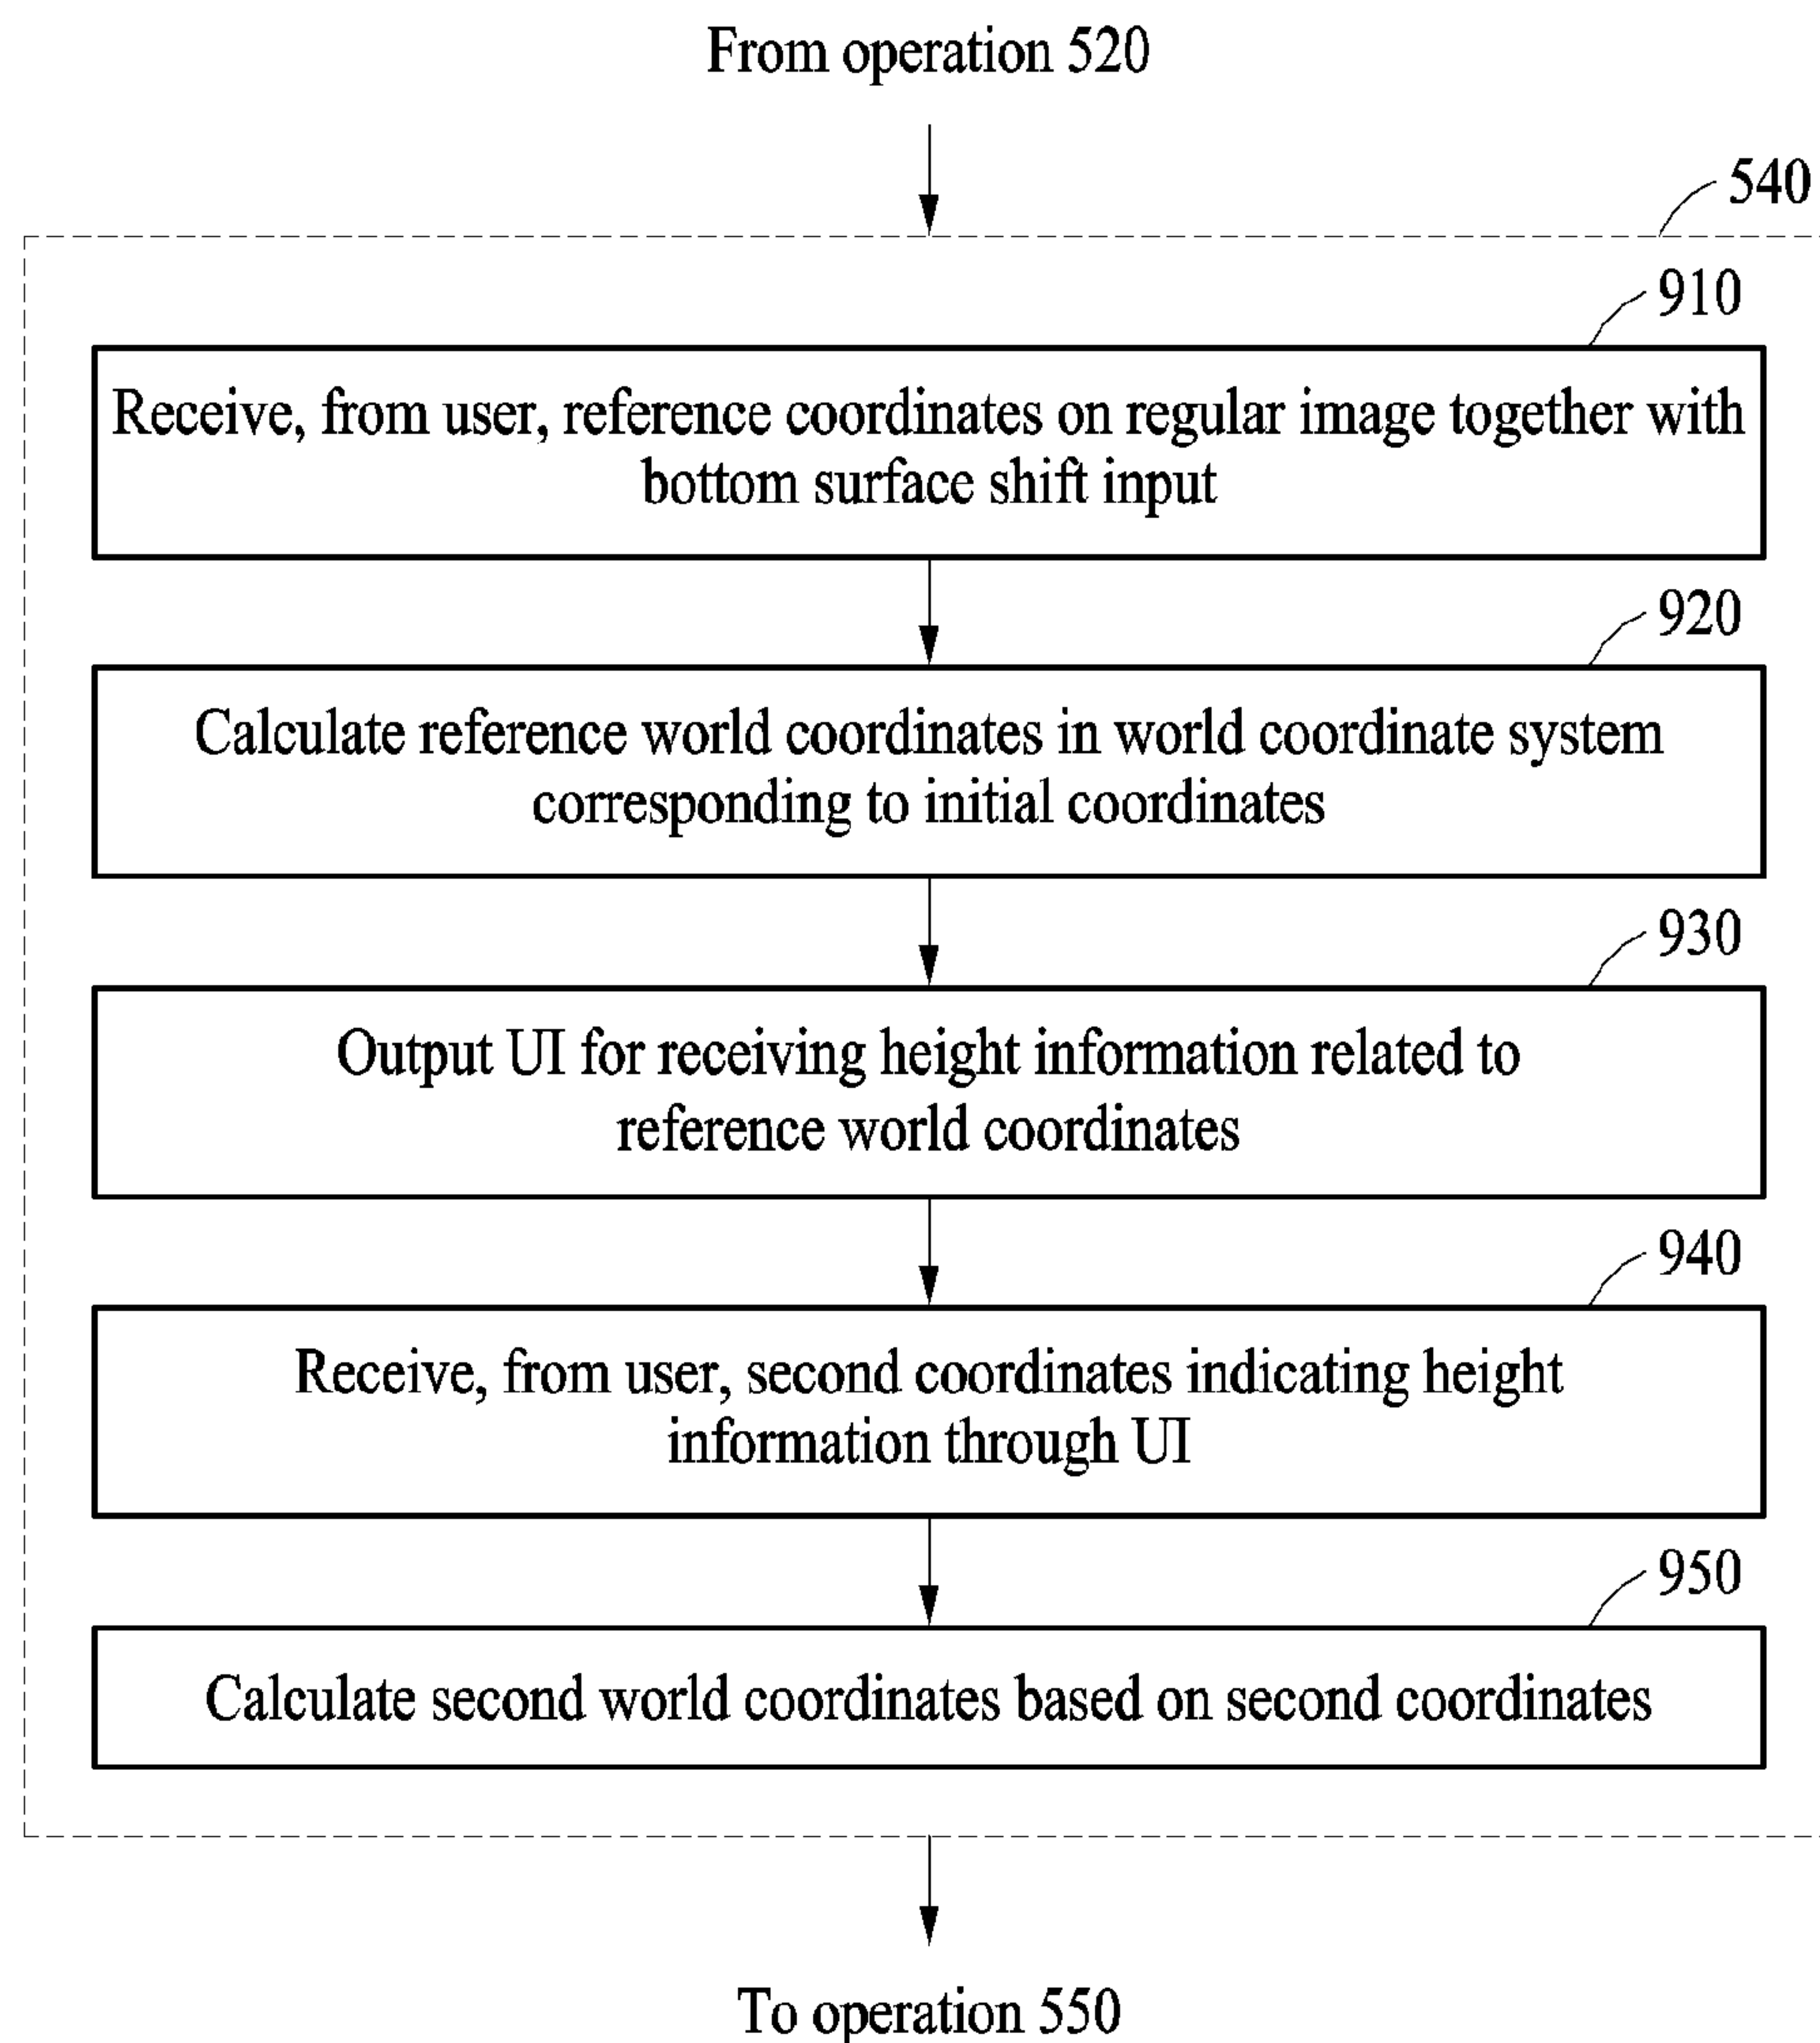 From operation 520
540
910
Receive, from user, reference coordinates on regular image together with
bottom surface shift input
920
Calculate reference world coordinates in world coordinate system
corresponding to initial coordinates
930
Output UI for receiving height information related to
reference world coordinates
940
Receive, from user, second coordinates indicating height
information through UI
950
Calculate second world coordinates based on second coordinates
To operation 550